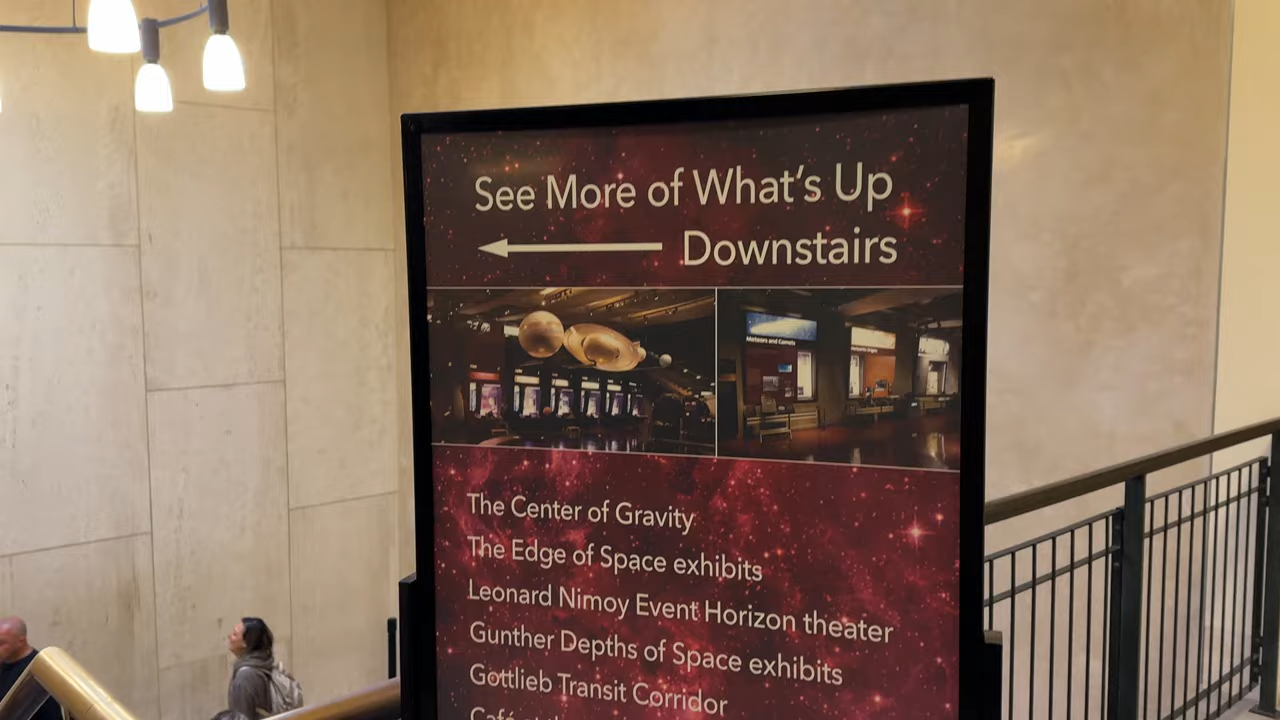 See More of What's Up
Downstairs
Meteors and Comets
The Center of Gravity
The Edge of Space exhibits
Leonard Nimoy Event Horizon theater
Gunther Depths of Space exhibits
Gottlieb Transit Corridor
Café